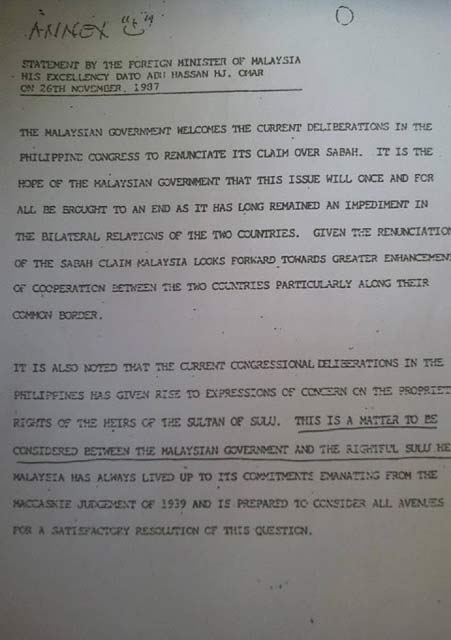 ANNEX
STATEMENT BY THE FOREIGN MINISTER OF MALAYSIA
HIS EXCELLENCY DATO ABU HASSAN HJ. OMAR
ON 26TH NOVEMBER, 1987
THE MALAYSIAN GOVERNMENT WELCOMES THE CURRENT DELIBERATIONS IN THE
PHILIPPINE CONGRESS TO RENUNCIATE ITS CLAIM OVER SABAH. IT IS THE
HOPE OF THE MALAYSIAN GOVERNMENT THAT THIS ISSUE WILL ONCE AND FOR
ALL BE BROUGHT TO AN END AS IT HAS LONG REMAINED AN IMPEDIMENT IN
THE BILATERAL RELATIONS OF THE TWO COUNTRIES. GIVEN THE RENUNCIATION
OF THE SABAH CLAIM MALAYSIA LOOKS FORWARD TOWARDS GREATER ENHANCEMENT
OF COOPERATION BETWEEN THE TWO COUNTRIES PARTICULARLY ALONG THEIR
COMMON BORDER.
IT IS ALSO NOTED THAT THE CURRENT CONGRESSIONAL DELIBERATIONS IN THE
PHILIPPINES HAS GIVEN RISE TO EXPRESSIONS OF CONCERN ON THE PROPRIET
RIGHTS OF THE HEIRS OF THE SULTAN OF SULU. THIS IS A MATTER TO BE
CONSIDERED BETWEEN THE MALAYSIAN GOVERNMENT AND THE RIGHTFUL SULU HE
MALAYSIA HAS ALWAYS LIVED UP TO ITS COMMITMENTS EMANATING FROM THE
MACCASKIE JUDGEMENT OF 1939 AND IS PREPARED TO CONSIDER ALL AVENUES
FOR A SATISFACTORY RESOLUTION OF THIS QUESTION.